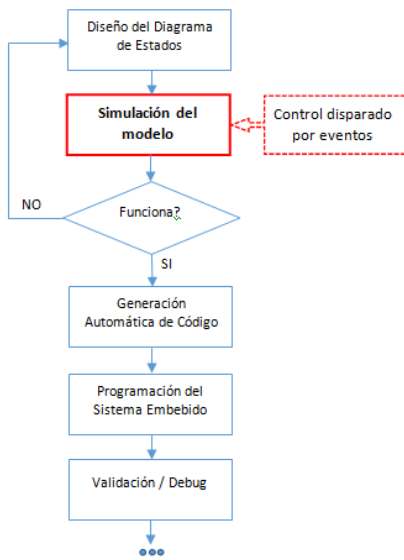 Diseño del Diagrama
de Estados
Simulación del
modelo
Control disparado
por eventos
Funciona?
NO
SI
Generación
Automática de Código
Programación del
Sistema Embebido
Validación / Debug